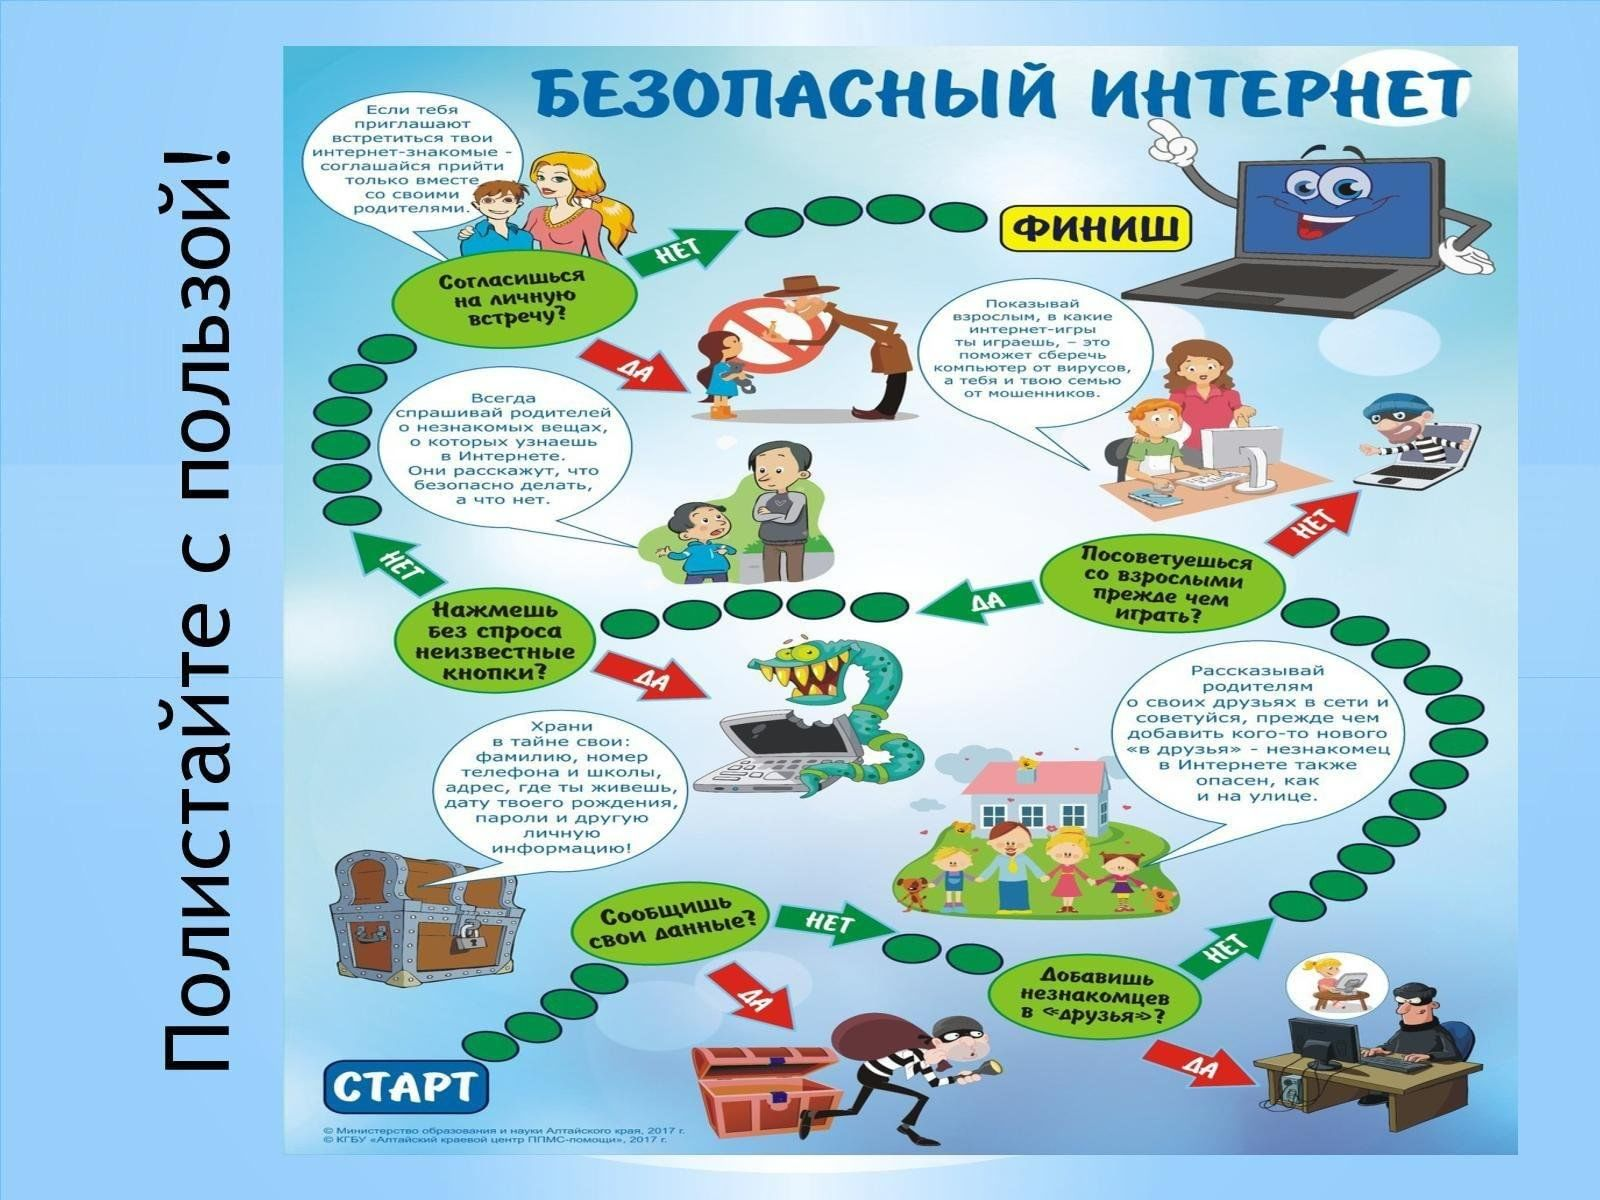 Полистайте с пользой!
БЕЗОПАСНЫЙ ИНТЕРНЕТ
Если тебя
приглашают
встретиться твои
интернет-знакомые -
соглашайся прийти
только вместе
со своими
родителями.
НЕТ
ФИНИШ
Согласишься
на личную
встречу?
ДА
Показывай
взрослым, в какие
интернет-игры
ты играешь, – это
поможет сберечь
компьютер от вирусов,
а тебя и твою семью
от мошенников.
Всегда
спрашивай родителей
о незнакомых вещах,
о которых узнаешь
в Интернете.
Они расскажут, что
безопасно делать,
а что нет.
НЕТ
Посоветуешься
со взрослыми
прежде чем
играть?
НЕТ
ДА
Нажмешь
без спроса
неизвестные
кнопки?
ДА
Рассказывай
родителям
о своих друзьях в сети и
советуйся, прежде чем
добавить кого-то нового
«в друзья» - незнакомец
в Интернете также
опасен, как
и на улице.
Храни
в тайне свои:
фамилию, номер
телефона и школы,
адрес, где ты живешь,
дату твоего рождения,
пароли и другую
личную
информацию!
Сообщишь
свои данные?
НЕТ
ДА
Добавишь
незнакомцев
в «друзья»?
НЕТ
ДА
СТАРТ
© Министерство образования и науки Алтайского края, 2017 г.
© КГБУ «Алтайский краевой центр ППМС-помощи», 2017 г.